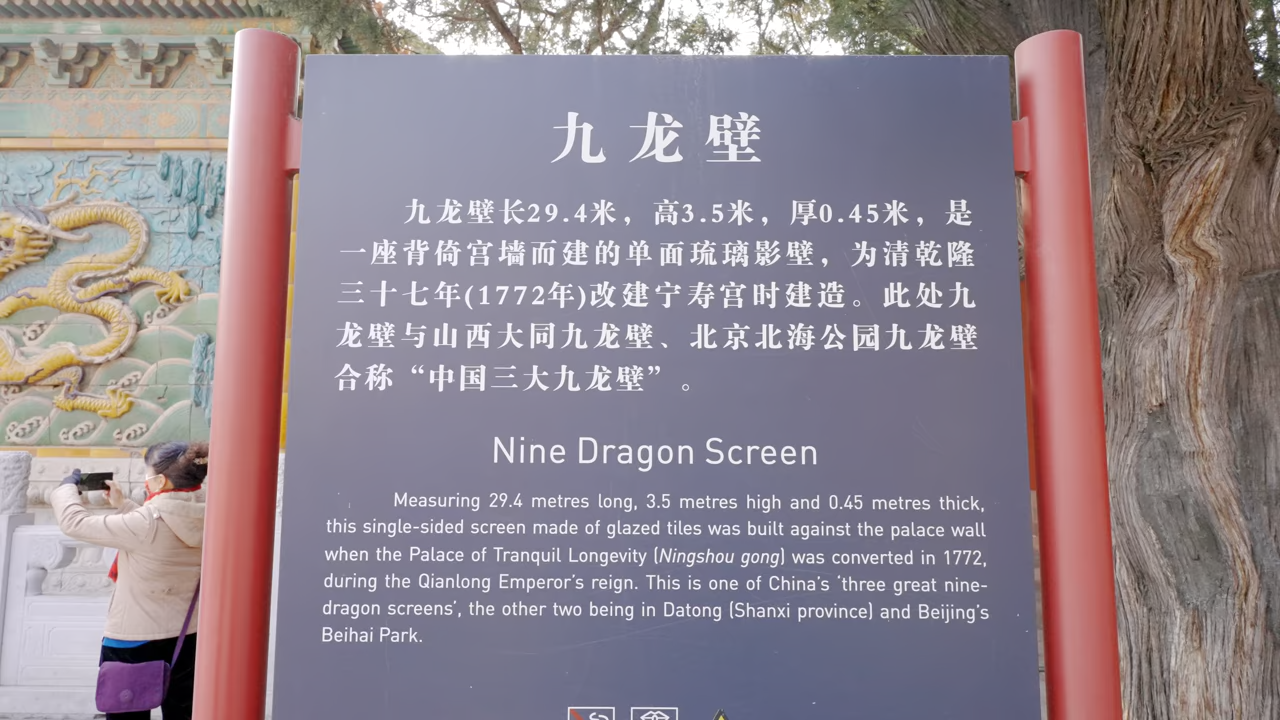 九龙壁
九龙壁长29.4米，高3.5米，厚0.45米，是
一座背倚宫墙而建的单面琉璃影壁，为清乾隆
三十七年(1772年)改建宁寿宫时建造。此处九
龙壁与山西大同九龙壁、北京北海公园九龙壁
合称“中国三大九龙壁”。
Nine Dragon Screen
Measuring 29.4 metres long, 3.5 metres high and 0.45 metres thick,
this single-sided screen made of glazed tiles was built against the palace wall
when the Palace of Tranquil Longevity (Ningshou gong) was converted in 1772,
during the Qianlong Emperor's reign. This is one of China's 'three great nine-
dragon screens', the other two being in Datong (Shanxi province) and Beijing's
Beihai Park.